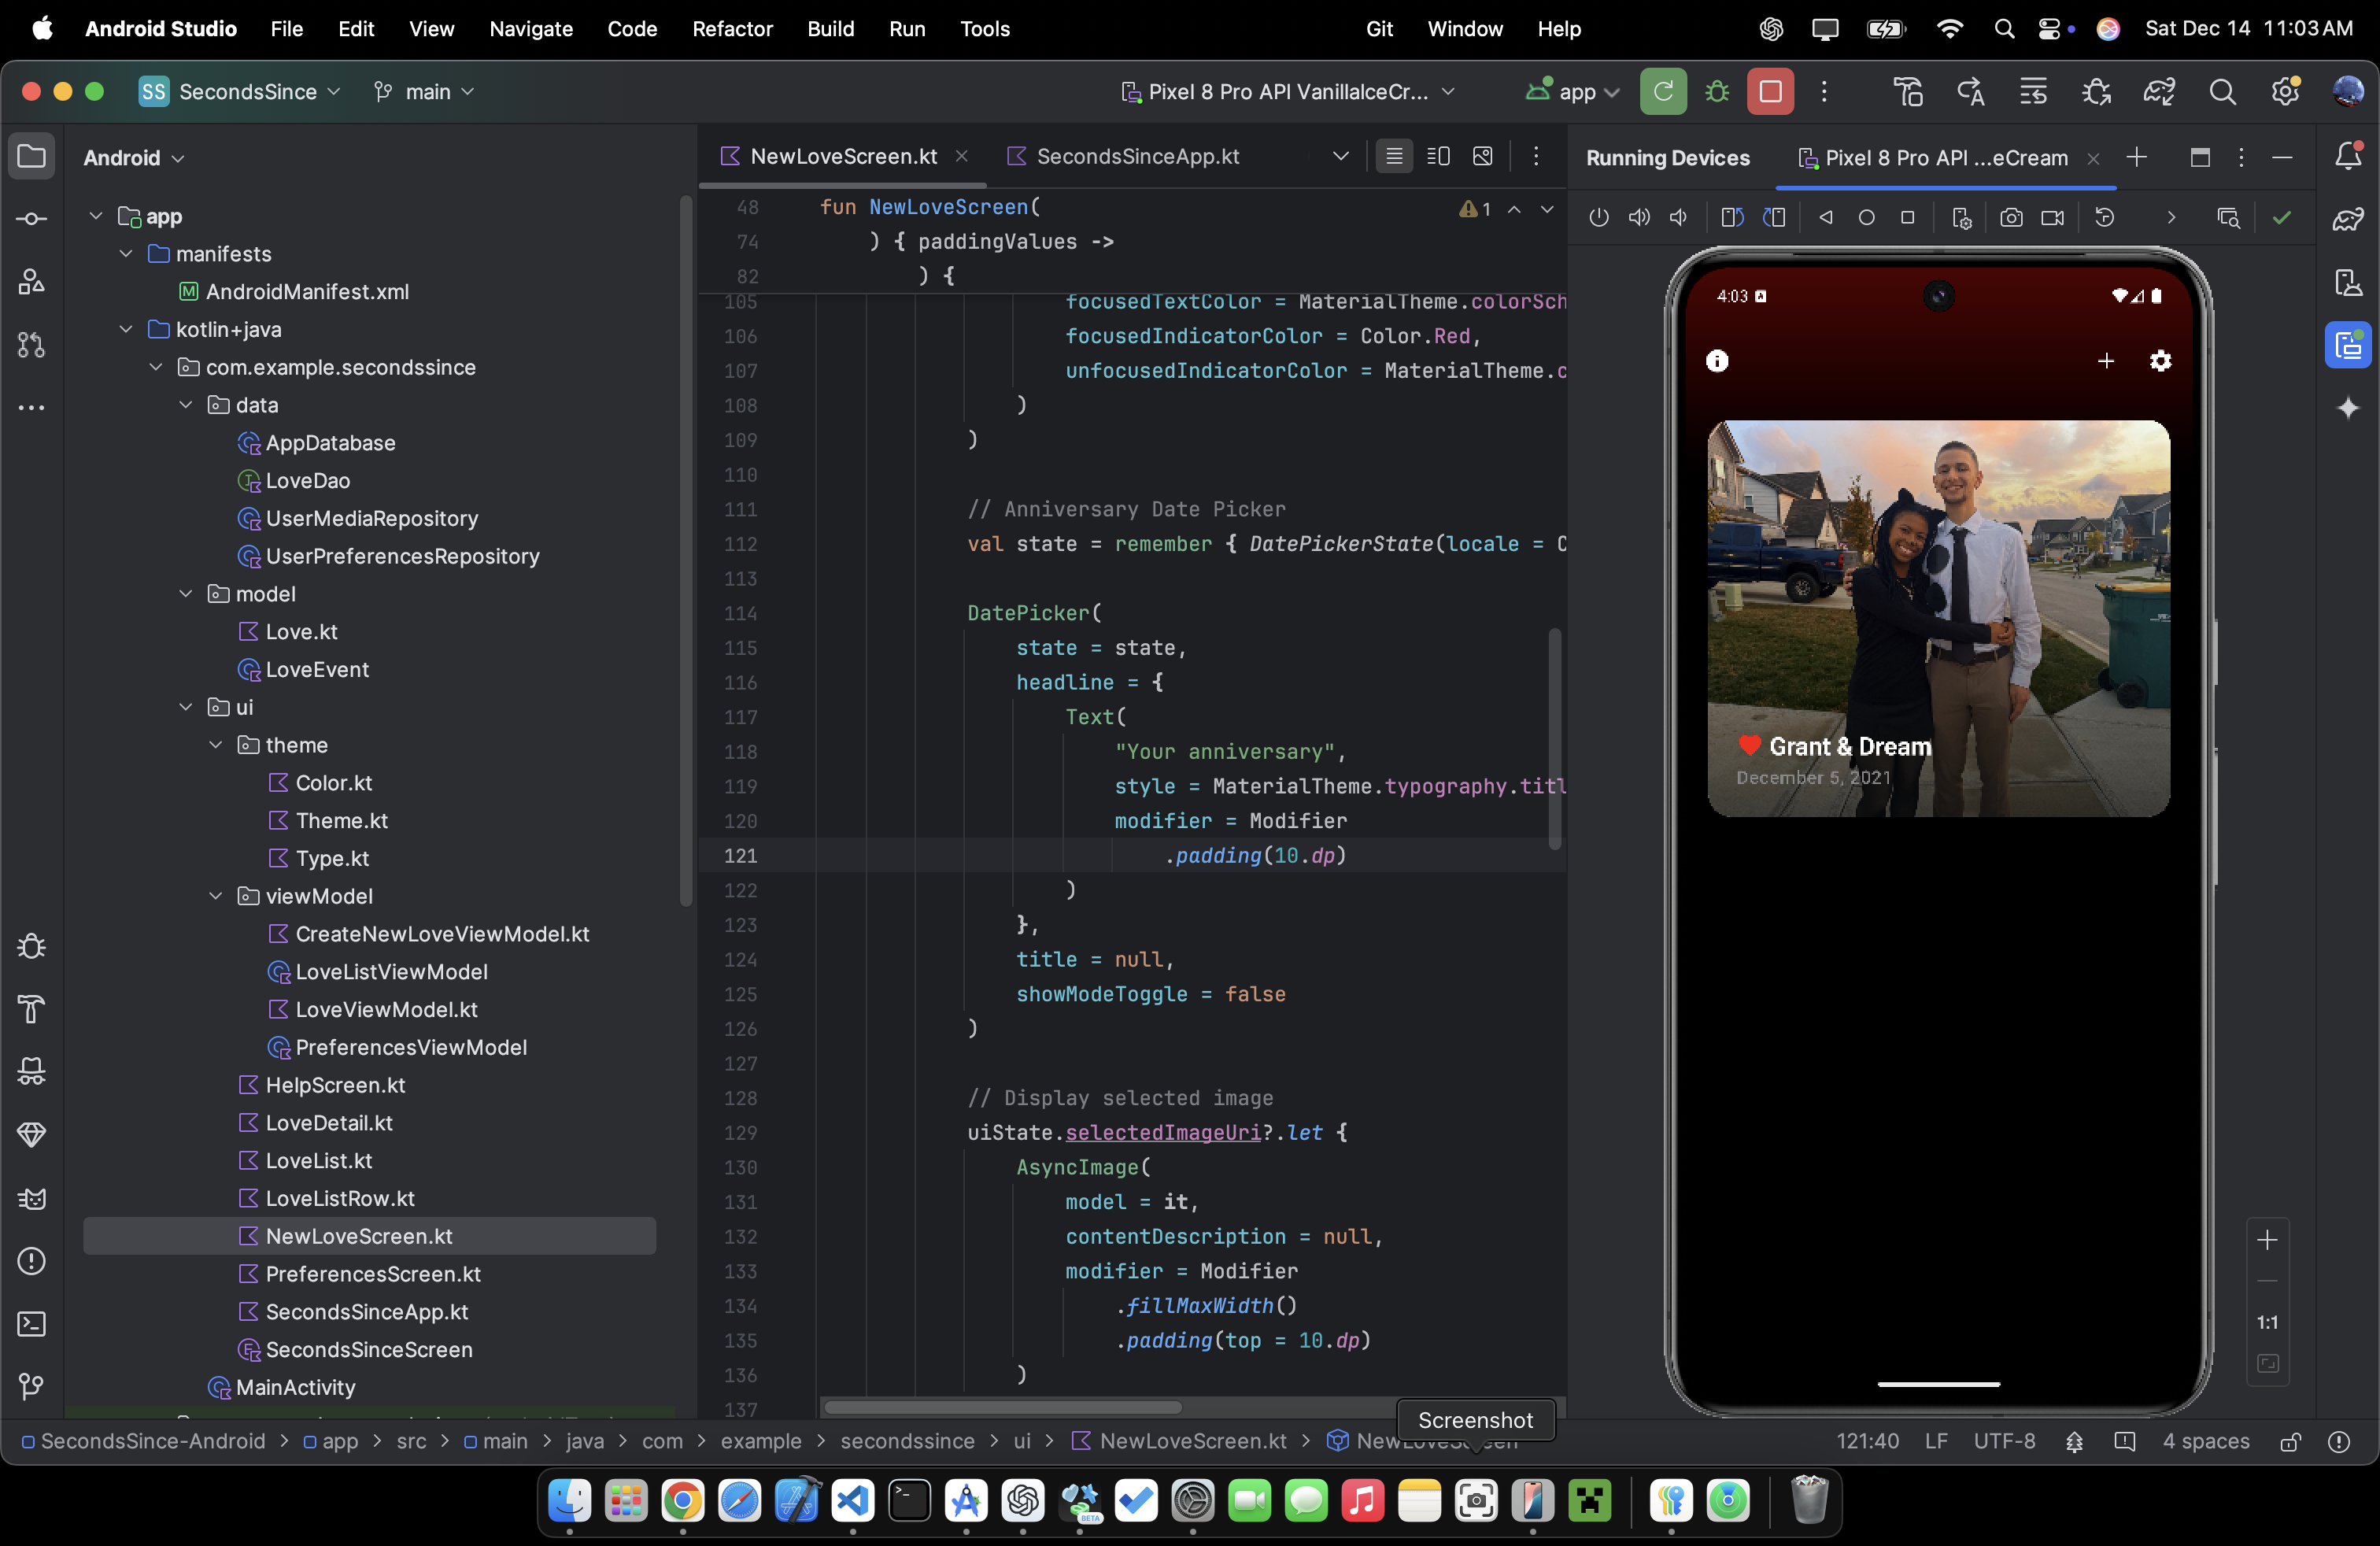 Android Studio File Edit View Navigate Code Refactor Build Run Tools Git Window Help Sat Dec 14 11:03 AM
SS SecondsSince main Pixel 8 Pro API VanillaIceCr... app
Android
app
manifests
AndroidManifest.xml
kotlin+java
com.example.secondssince
data
AppDatabase
LoveDao
UserMediaRepository
UserPreferencesRepository
model
Love.kt
LoveEvent
ui
theme
Color.kt
Theme.kt
Type.kt
viewModel
CreateNewLoveViewModel.kt
LoveListViewModel
LoveViewModel.kt
PreferencesViewModel
HelpScreen.kt
LoveDetail.kt
LoveList.kt
LoveListRow.kt
NewLoveScreen.kt
PreferencesScreen.kt
SecondsSinceApp.kt
SecondsSinceScreen
MainActivity
NewLoveScreen.kt SecondsSinceApp.kt
48 fun NewLoveScreen( 1
74 ) { paddingValues ->
82 ) {
105 focusedTextColor = MaterialTheme.colorSch
106 focusedIndicatorColor = Color.Red,
107 unfocusedIndicatorColor = MaterialTheme.c
108 )
109 )
110
111 // Anniversary Date Picker
112 val state = remember { DatePickerState(locale = C
113
114 DatePicker(
115 state = state,
116 headline = {
117 Text(
118 "Your anniversary",
119 style = MaterialTheme.typography.titl
120 modifier = Modifier
121 .padding(10.dp)
122 )
123 },
124 title = null,
125 showModeToggle = false
126 )
127
128 // Display selected image
129 uiState.selectedImageUri?.let {
130 AsyncImage(
131 model = it,
132 contentDescription = null,
133 modifier = Modifier
134 .fillMaxWidth()
135 .padding(top = 10.dp)
136 )
137
Running Devices Pixel 8 Pro API ...eCream
4:03
Grant & Dream
December 5, 2021
1:1
Screenshot
SecondsSince-Android > app > src > main > java > com > example > secondssince > ui > NewLoveScreen.kt > NewLoveScreen 121:40 LF UTF-8 4 spaces
BETA